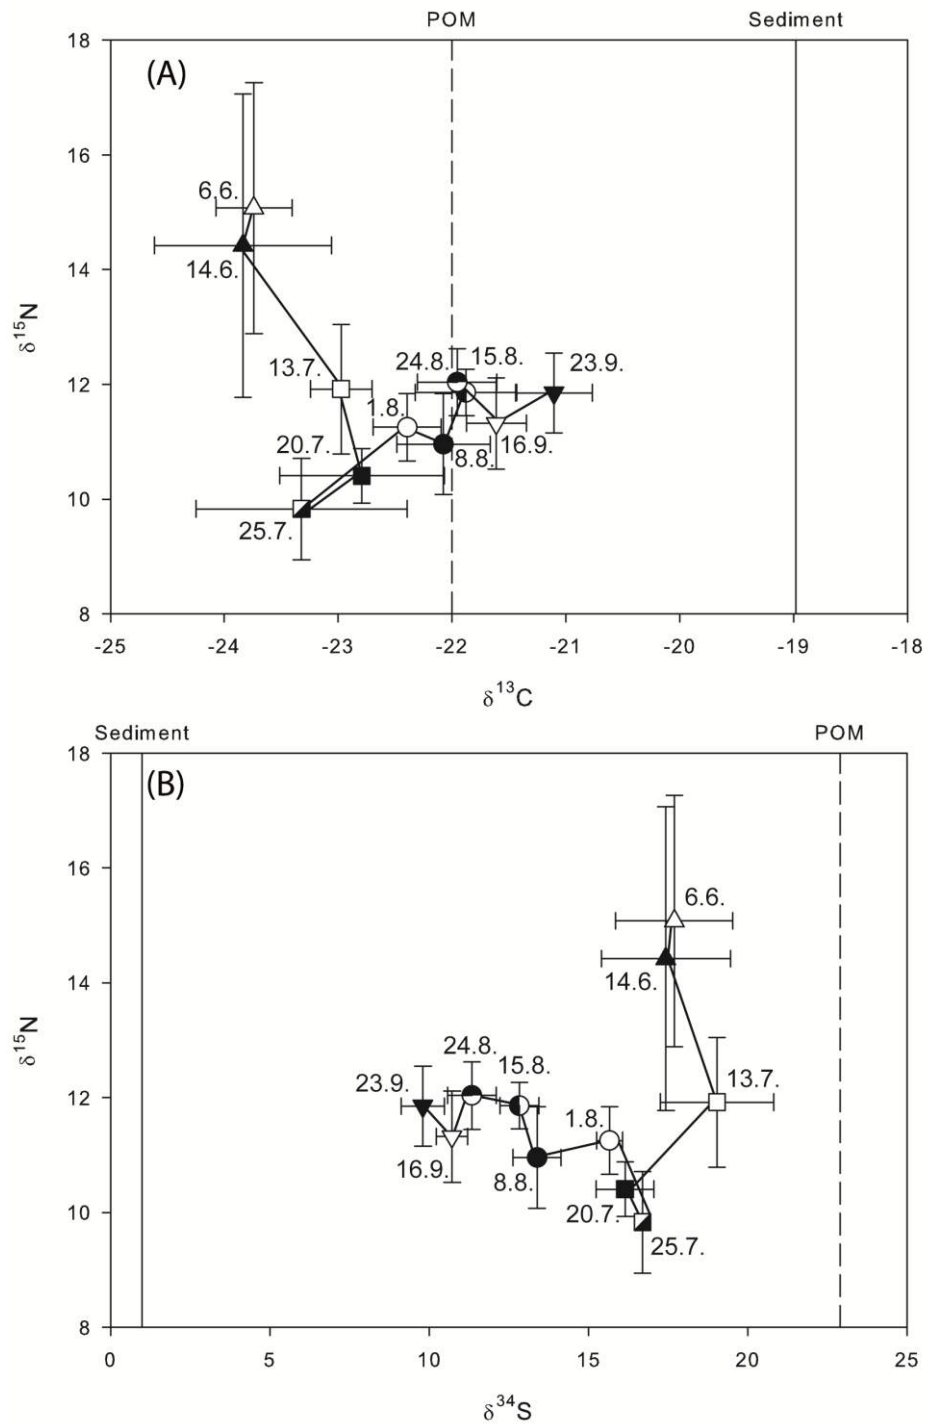 POM Sediment
18
(A)
16
6.6.
14.6.
14
δ15N
13.7.
24.8. 15.8. 23.9.
12
1.8.
20.7.
8.8. 16.9.
10
25.7.
8
-25 -24 -23 -22 -21 -20 -19 -18
δ13C
Sediment POM
18
(B)
16
6.6.
14.6.
14
δ15N
24.8. 15.8.
23.9. 13.7.
12
1.8.
16.9. 8.8.
20.7.
10
25.7.
8
0 5 10 15 20 25
δ34S